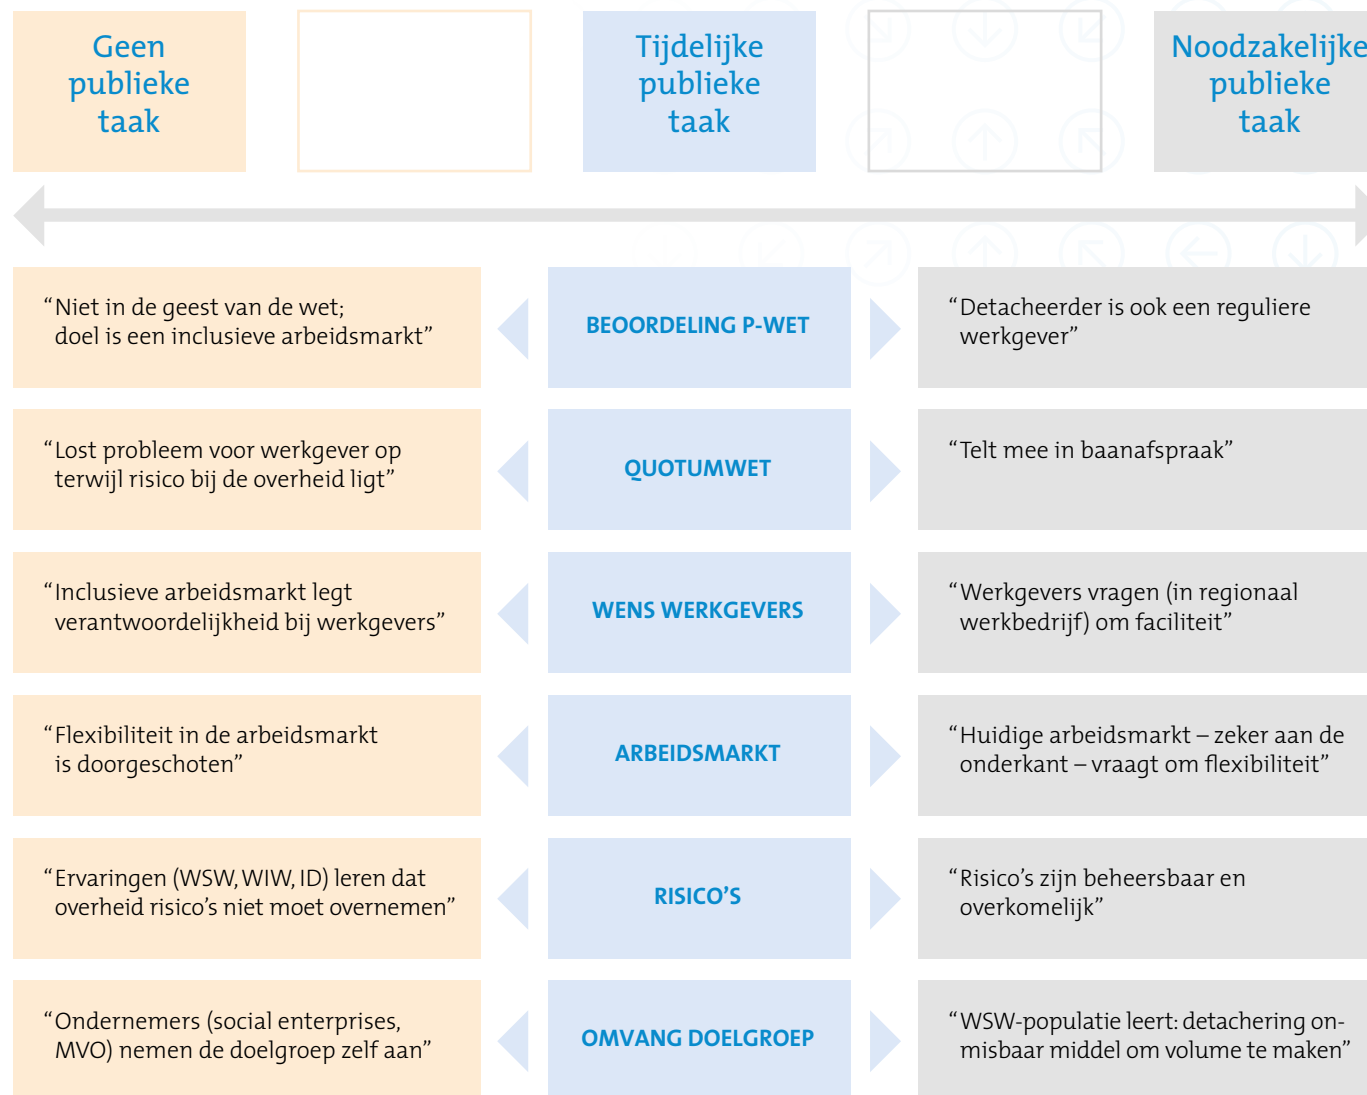 Geen
publieke
taak
Tijdelijke
publieke
taak
Noodzakelijke
publieke
taak
“Niet in de geest van de wet;
doel is een inclusieve arbeidsmarkt”
BEOORDELING P-WET
“Detacheerder is ook een reguliere
werkgever”
“Lost probleem voor werkgever op
terwijl risico bij de overheid ligt”
QUOTUMWET
“Telt mee in baanafspraak”
“Inclusieve arbeidsmarkt legt
verantwoordelijkheid bij werkgevers”
WENS WERKGEVERS
“Werkgevers vragen (in regionaal
werkbedrijf) om faciliteit”
“Flexibiliteit in de arbeidsmarkt
is doorgeschoten”
ARBEIDSMARKT
“Huidige arbeidsmarkt – zeker aan de
onderkant – vraagt om flexibiliteit”
“Ervaringen (WSW, WIW, ID) leren dat
overheid risico’s niet moet overnemen”
RISICO’S
“Risico’s zijn beheersbaar en
overkomelijk”
“Ondernemers (social enterprises,
MVO) nemen de doelgroep zelf aan”
OMVANG DOELGROEP
“WSW-populatie leert: detachering on-
misbaar middel om volume te maken”